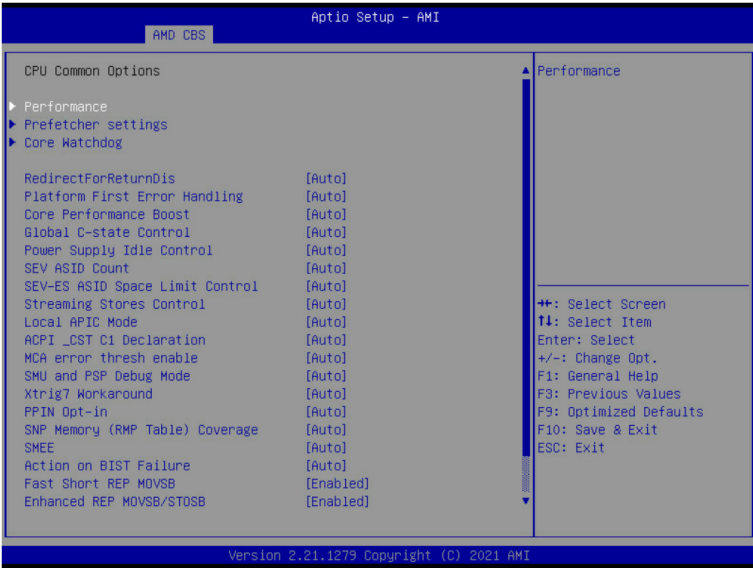 Aptio Setup – AMI
AMD CBS
CPU Common Options
Performance
Prefetcher settings
Core Watchdog
RedirectForReturnDis [Auto]
Platform First Error Handling [Auto]
Core Performance Boost [Auto]
Global C-state Control [Auto]
Power Supply Idle Control [Auto]
SEV ASID Count [Auto]
SEV-ES ASID Space Limit Control [Auto]
Streaming Stores Control [Auto]
Local APIC Mode [Auto]
ACPI _CST C1 Declaration [Auto]
MCA error thresh enable [Auto]
SMU and PSP Debug Mode [Auto]
Xtrig7 Workaround [Auto]
PPIN Opt-in [Auto]
SNP Memory (RMP Table) Coverage [Auto]
SMEE [Auto]
Action on BIST Failure [Auto]
Fast Short REP MOVSB [Enabled]
Enhanced REP MOVSB/STOSB [Enabled]
Performance
→←: Select Screen
↑↓: Select Item
Enter: Select
+/-: Change Opt.
F1: General Help
F3: Previous Values
F9: Optimized Defaults
F10: Save & Exit
ESC: Exit
Version 2.21.1279 Copyright (C) 2021 AMI